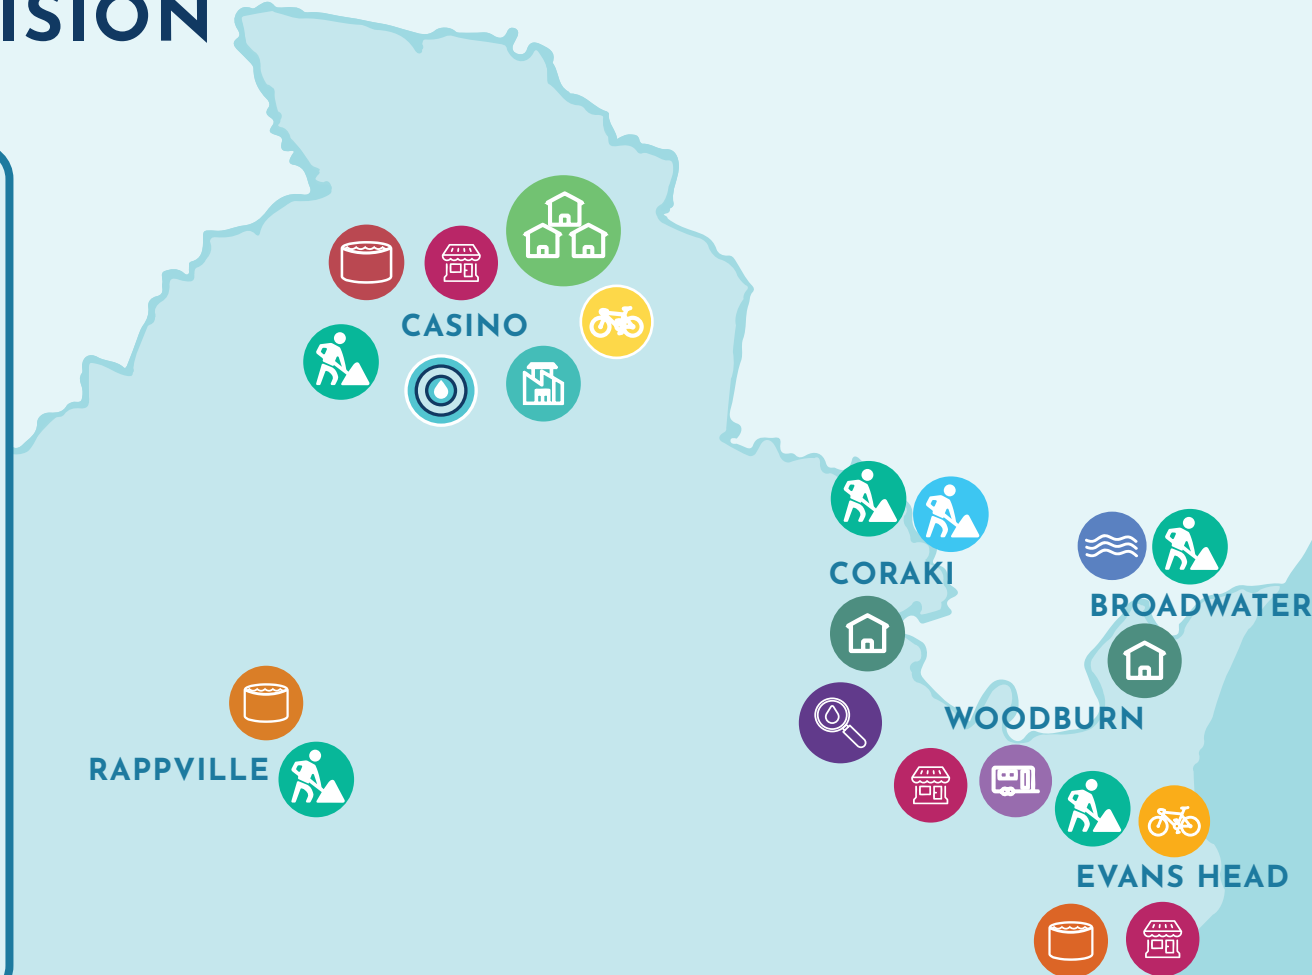 ISION
CASINO
CORAKI
BROADWATER
WOODBURN
RAPPVILLE
EVANS HEAD